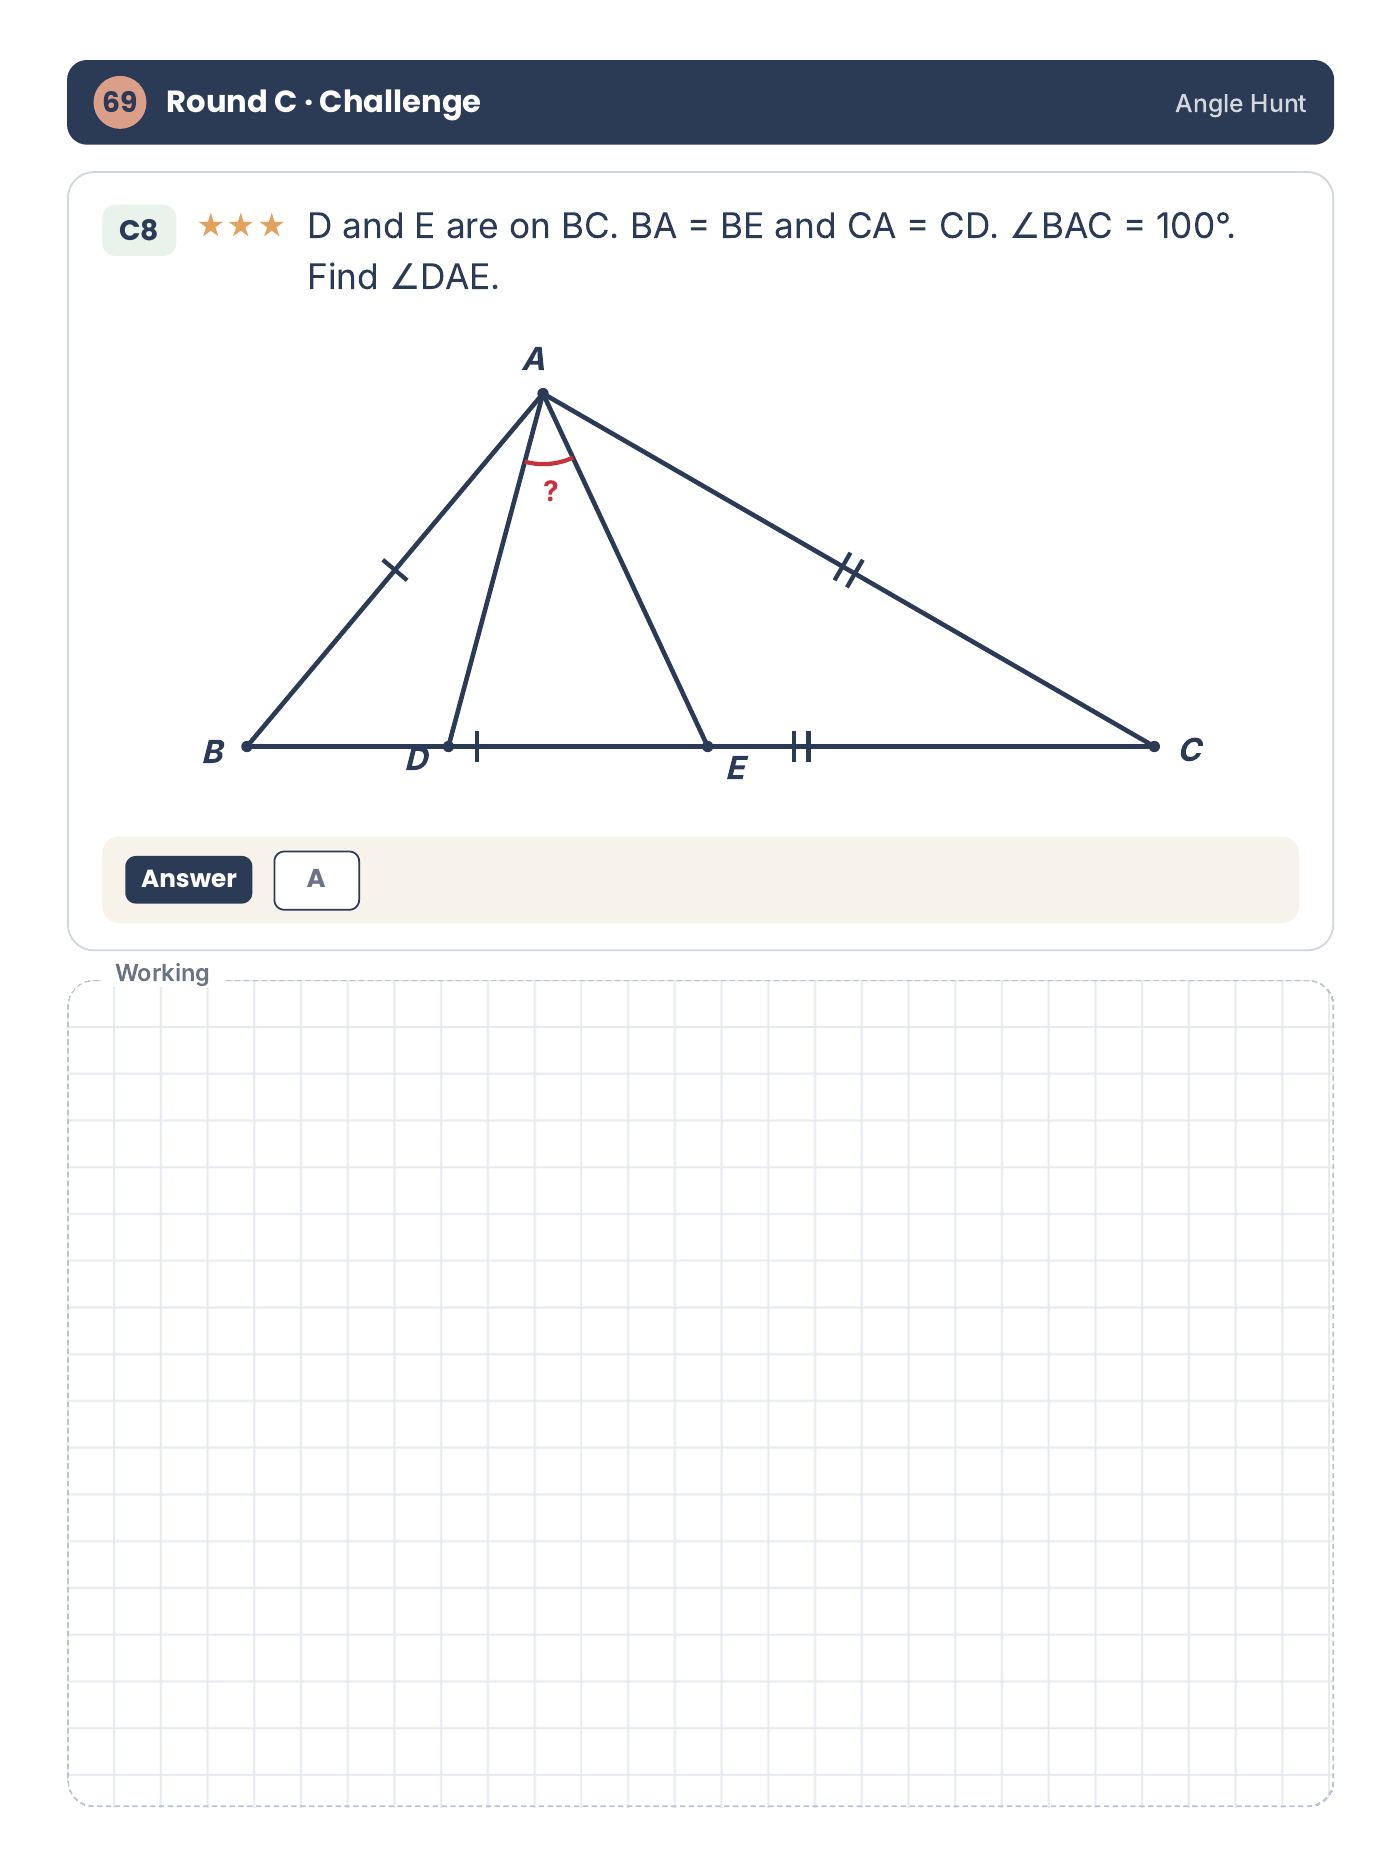 69 Round C · Challenge Angle Hunt
C8 ★★★ D and E are on BC. BA = BE and CA = CD. ∠BAC = 100°.
Find ∠DAE.
A
?
B D E C
Answer A
Working